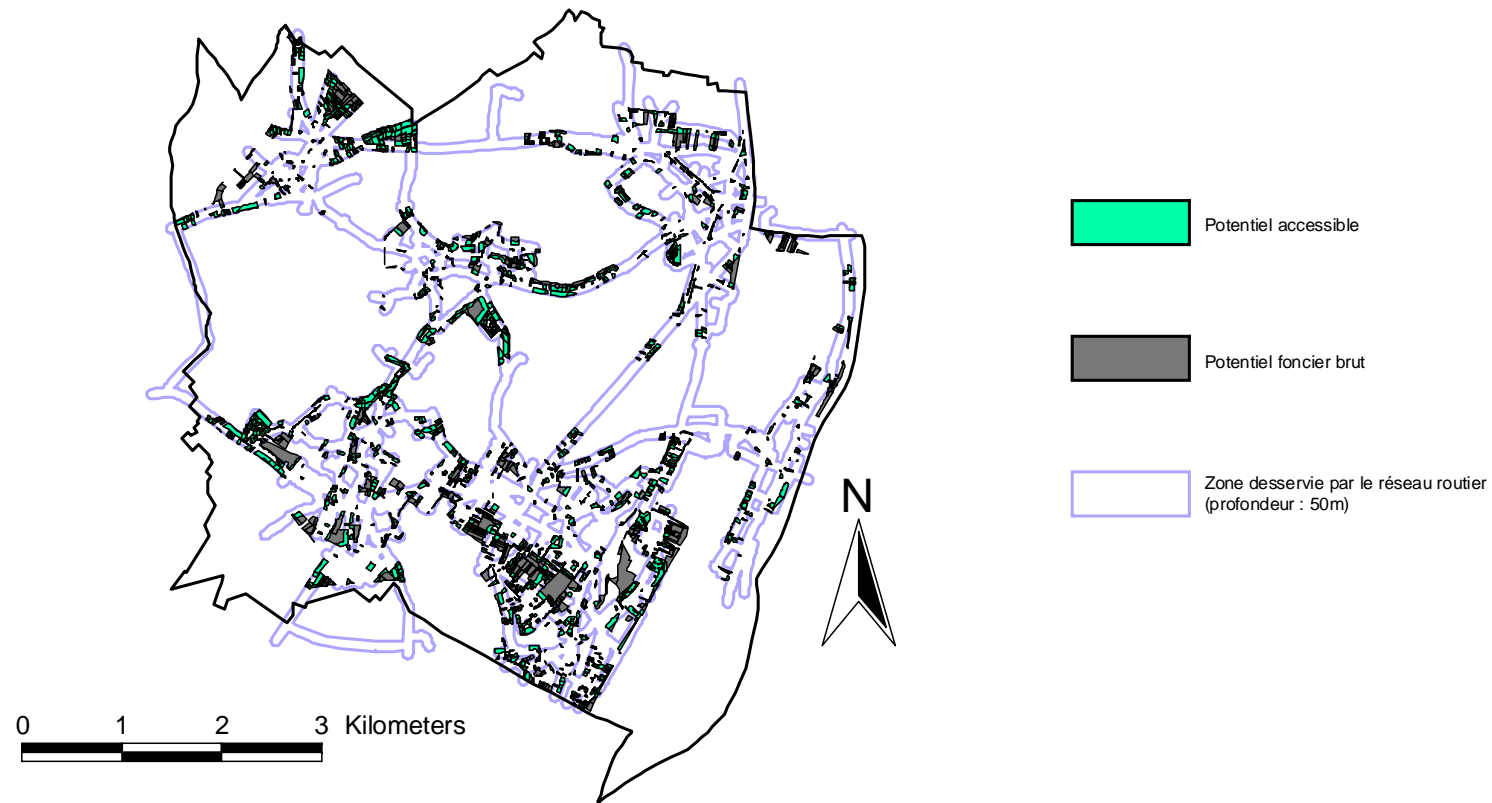 Potentiel accessible
Potentiel foncier brut
Zone desservie par le réseau routier
(profondeur : 50m)
N
0 1 2 3 Kilometers